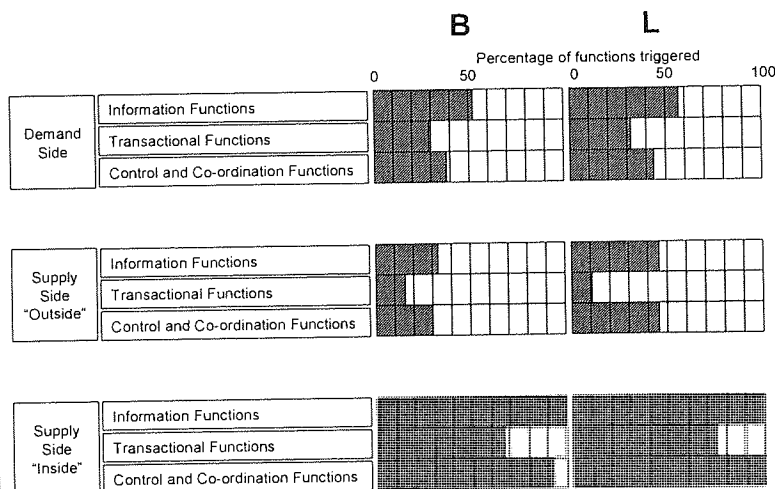 B L
Percentage of functions triggered
0 50 0 50 100
Demand
Side
Information Functions
Transactional Functions
Control and Co-ordination Functions
Supply
Side
"Outside"
Information Functions
Transactional Functions
Control and Co-ordination Functions
Supply
Side
"Inside"
Information Functions
Transactional Functions
Control and Co-ordination Functions